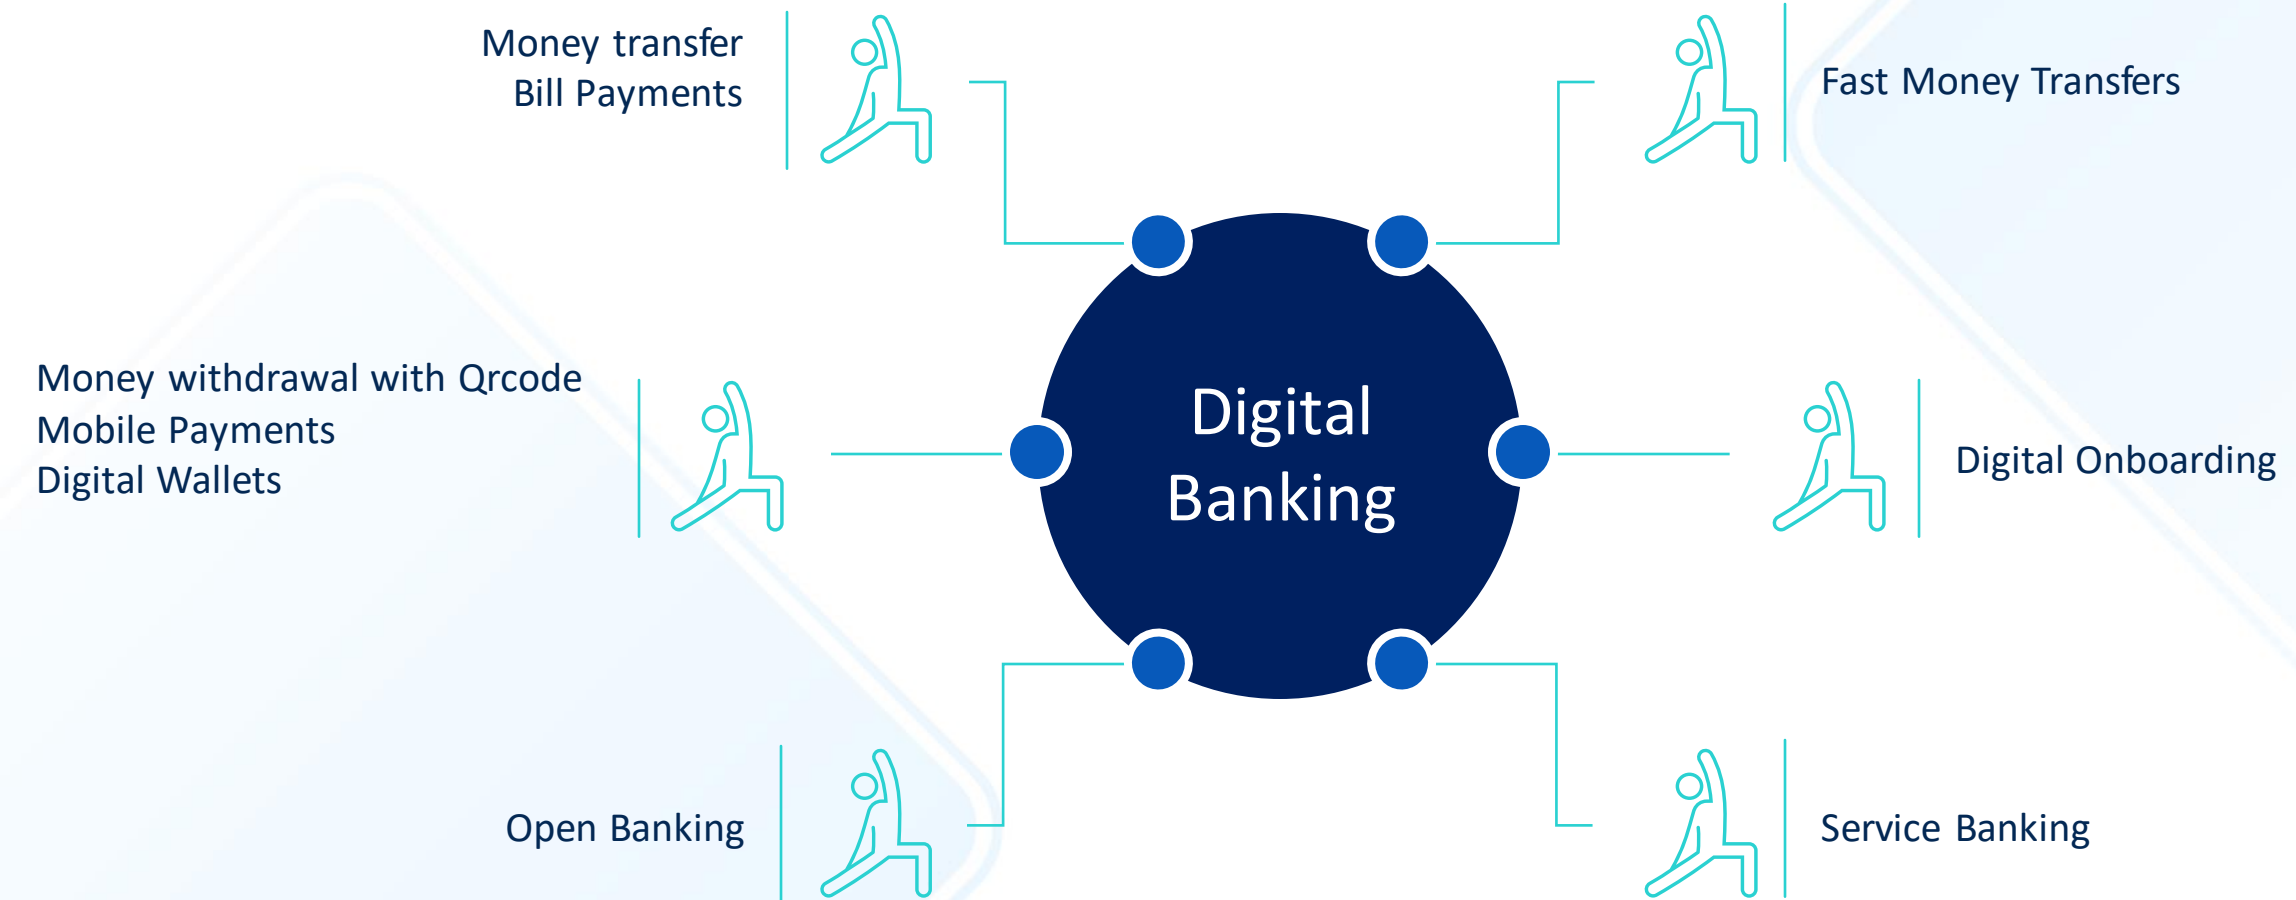 Money transfer
Bill Payments
Fast Money Transfers
Money withdrawal with Qrcode
Mobile Payments
Digital Wallets
Digital
Banking
Digital Onboarding
Open Banking
Service Banking